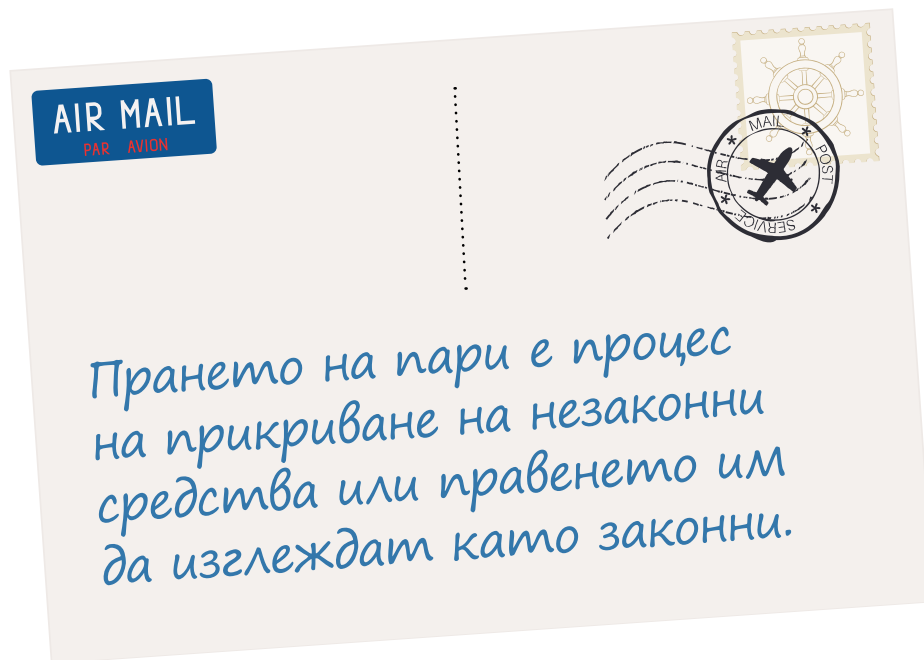 AIR MAIL
PAR AVION
MAIL
AIR
POST
SERVICE
Прането на пари е процес
на прикриване на незаконни
средства или правенето им
да изглеждат като законни.